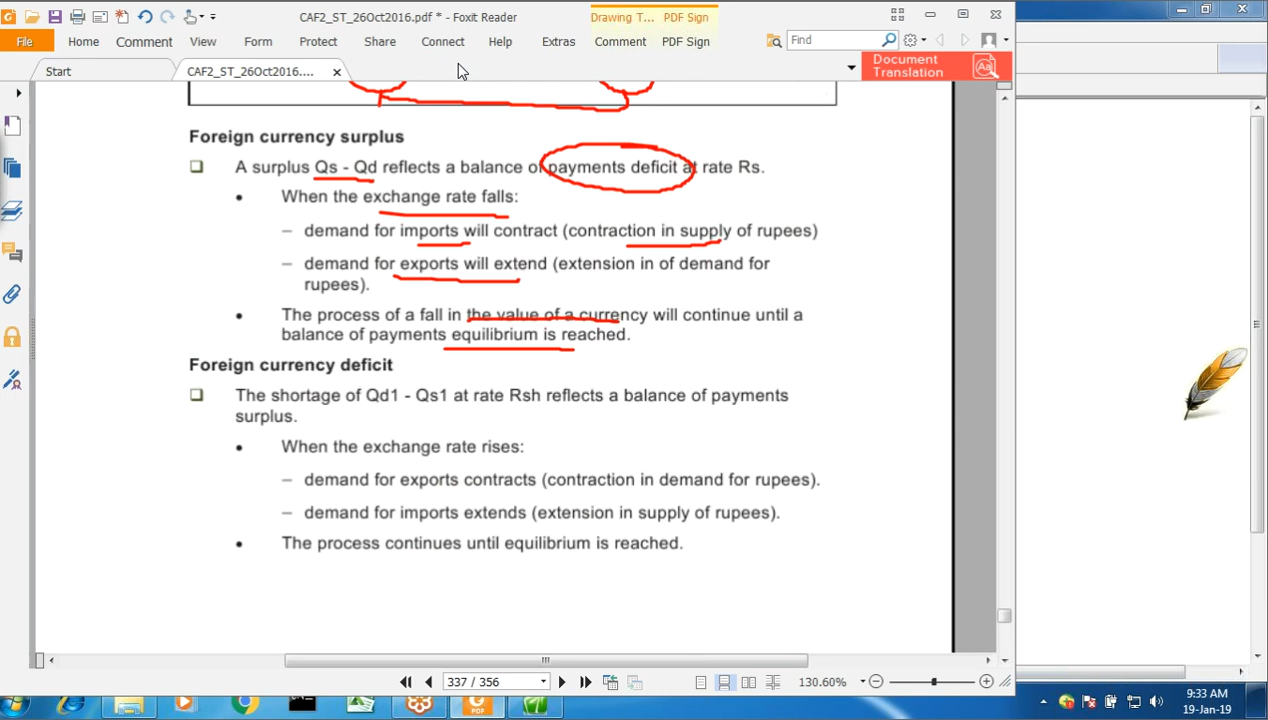 CAF2_ST_26Oct2016.pdf * - Foxit Reader
Drawing T... PDF Sign
File Home Comment View Form Protect Share Connect Help Extras Comment PDF Sign Find
Start CAF2_ST_26Oct2016.... Document Translation
Foreign currency surplus
A surplus Qs - Qd reflects a balance of payments deficit at rate Rs.
When the exchange rate falls:
– demand for imports will contract (contraction in supply of rupees)
– demand for exports will extend (extension in of demand for
rupees).
The process of a fall in the value of a currency will continue until a
balance of payments equilibrium is reached.
Foreign currency deficit
The shortage of Qd1 - Qs1 at rate Rsh reflects a balance of payments
surplus.
When the exchange rate rises:
– demand for exports contracts (contraction in demand for rupees).
– demand for imports extends (extension in supply of rupees).
The process continues until equilibrium is reached.
337 / 356 130.60%
PDF
9:33 AM
19-Jan-19